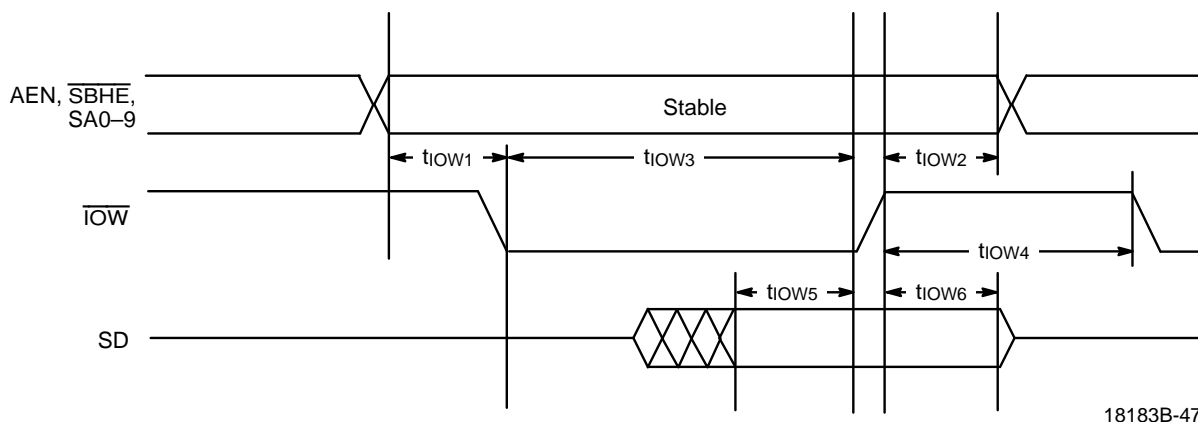 AEN, SBHE,
SA0–9
Stable
tIOW1
tIOW3
tIOW2
IOW
tIOW4
tIOW5
tIOW6
SD
18183B-47